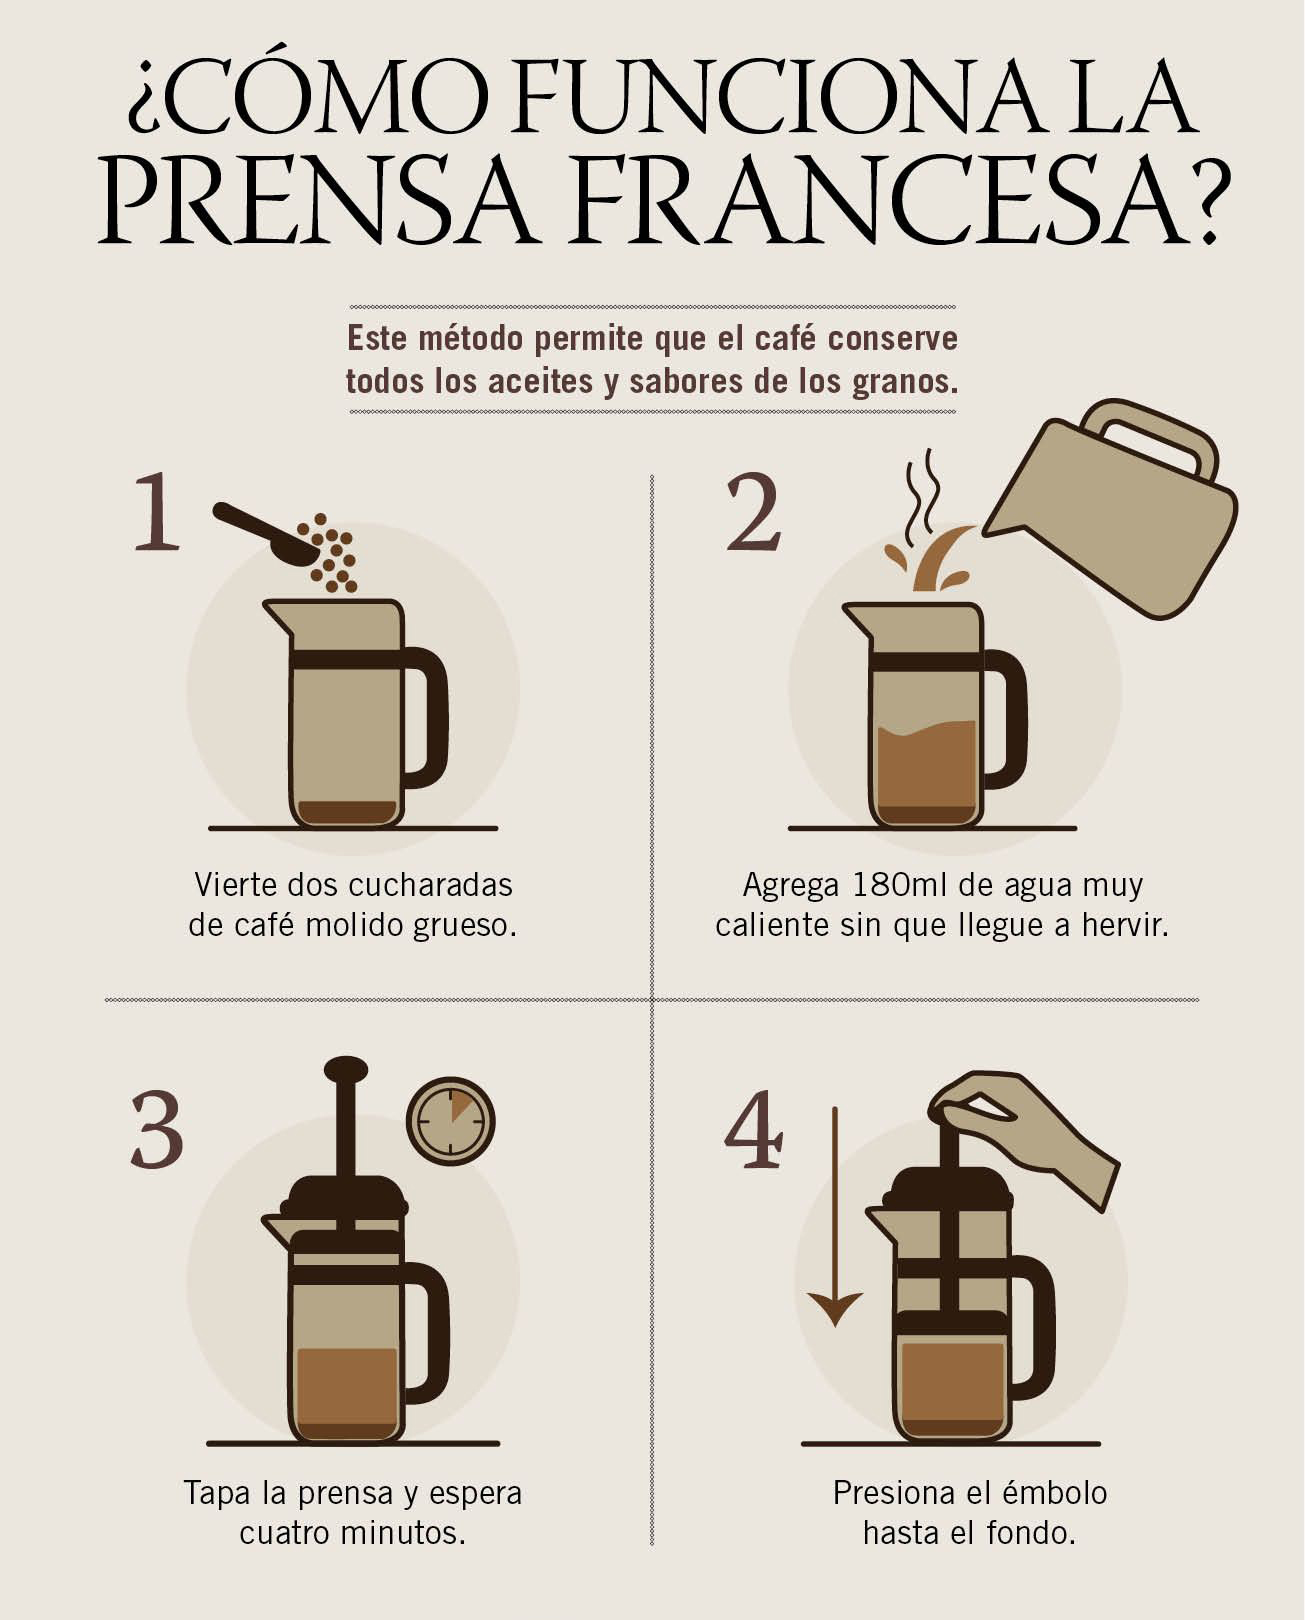 ¿CÓMO FUNCIONA LA
PRENSA FRANCESA?
Este método permite que el café conserve
todos los aceites y sabores de los granos.
1
Vierte dos cucharadas
de café molido grueso.
2
Agrega 180ml de agua muy
caliente sin que llegue a hervir.
3
Tapa la prensa y espera
cuatro minutos.
4
Presiona el émbolo
hasta el fondo.